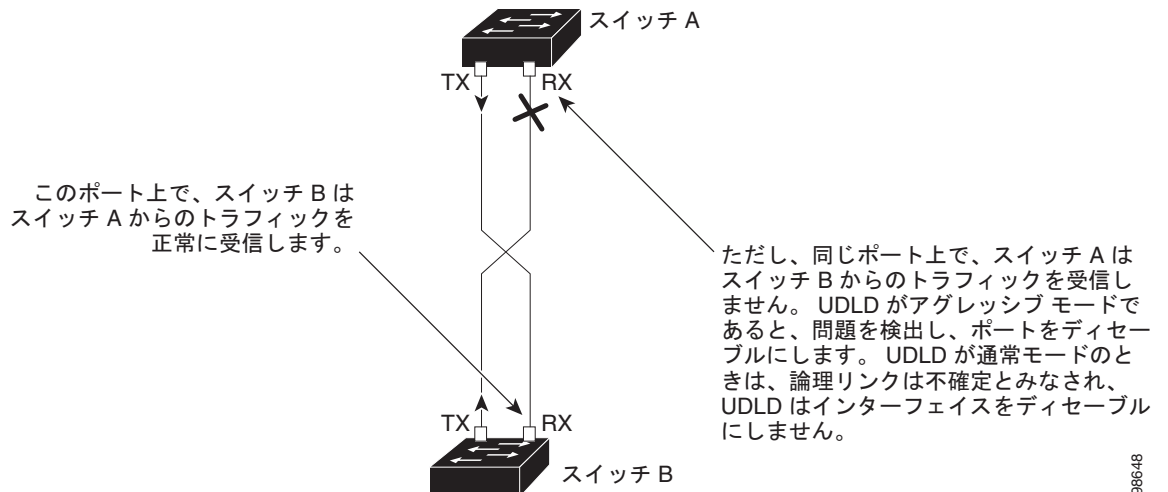 スイッチ A
TX
RX
このポート上で、スイッチ B は
スイッチ A からのトラフィックを
正常に受信します。
ただし、同じポート上で、スイッチ A は
スイッチ B からのトラフィックを受信し
ません。 UDLD がアグレッシブ モードで
あると、問題を検出し、ポートをディセー
ブルにします。 UDLD が通常モードのと
きは、論理リンクは不確定とみなされ、
UDLD はインターフェイスをディセーブル
にしません。
TX
RX
スイッチ B
98648